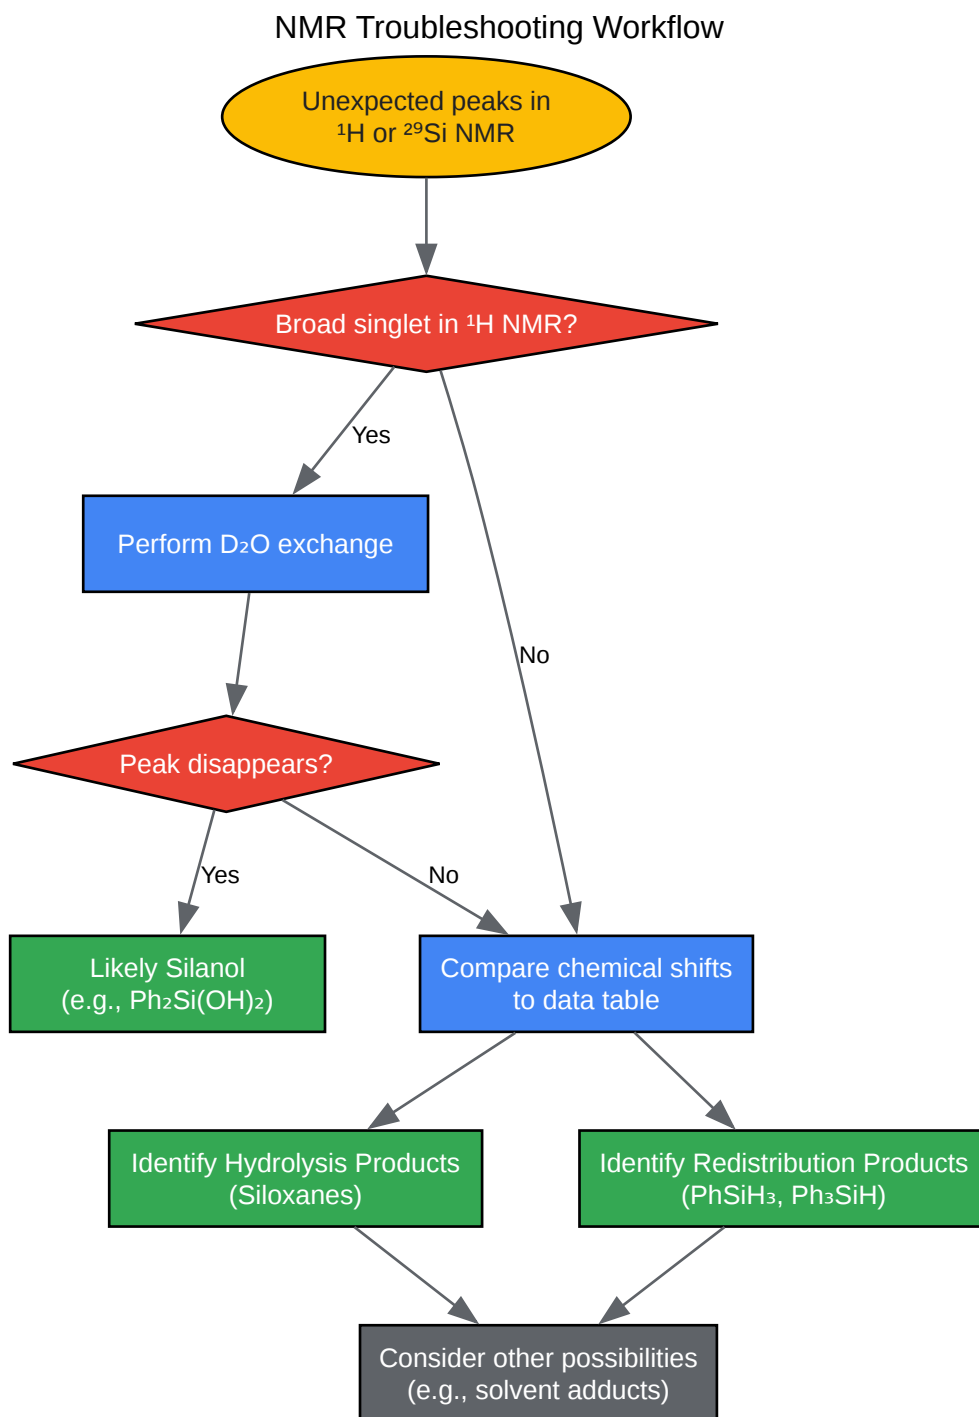 NMR Troubleshooting Workflow
Unexpected peaks in
¹H or ²⁹Si NMR
Broad singlet in ¹H NMR?
Yes
Perform D₂O exchange
No
Peak disappears?
Yes
No
Likely Silanol
(e.g., Ph₂Si(OH)₂)
Compare chemical shifts
to data table
Identify Hydrolysis Products
(Siloxanes)
Identify Redistribution Products
(PhSiH₃, Ph₃SiH)
Consider other possibilities
(e.g., solvent adducts)